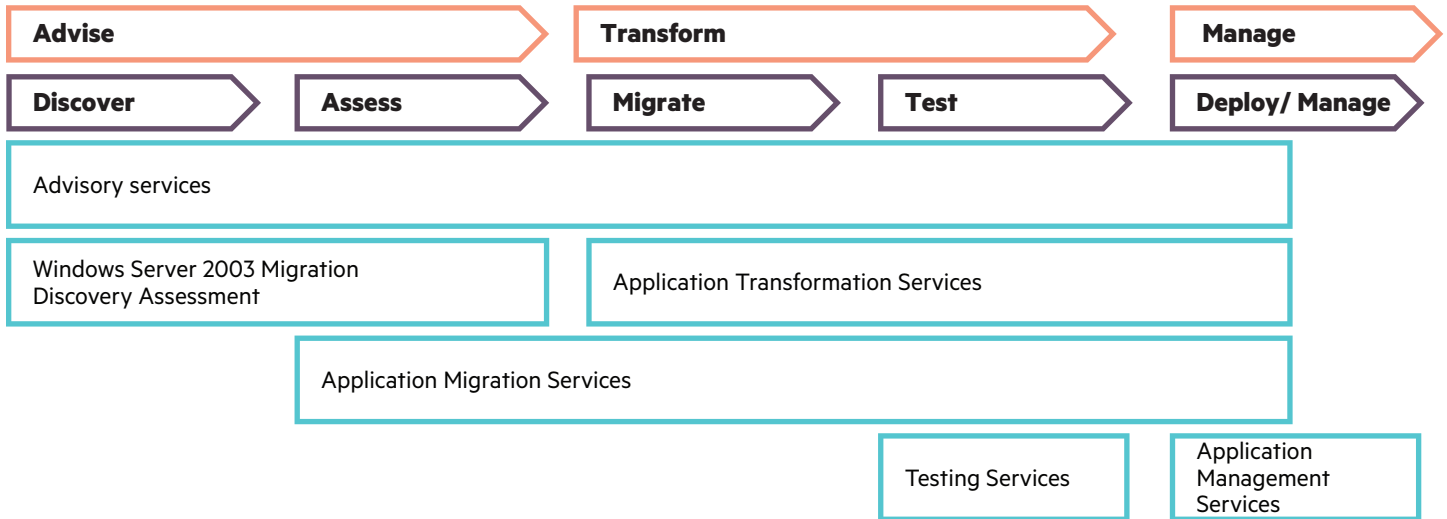 Advise
Transform
Manage
Discover
Assess
Migrate
Test
Deploy/ Manage
Advisory services
Windows Server 2003 Migration
Discovery Assessment
Application Transformation Services
Application Migration Services
Testing Services
Application
Management
Services